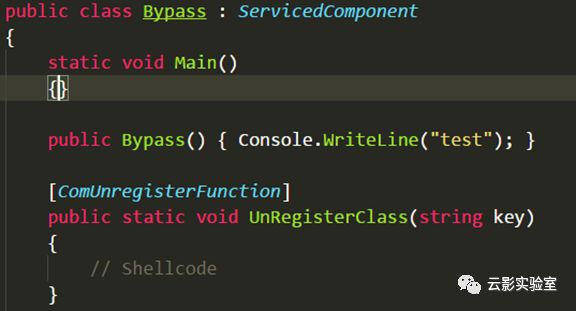 public class Bypass : ServicedComponent
{
    static void Main()
    {}

    public Bypass() { Console.WriteLine("test"); }

    [ComUnregisterFunction]
    public static void UnRegisterClass(string key)
    {
        // Shellcode
    }
云影实验室